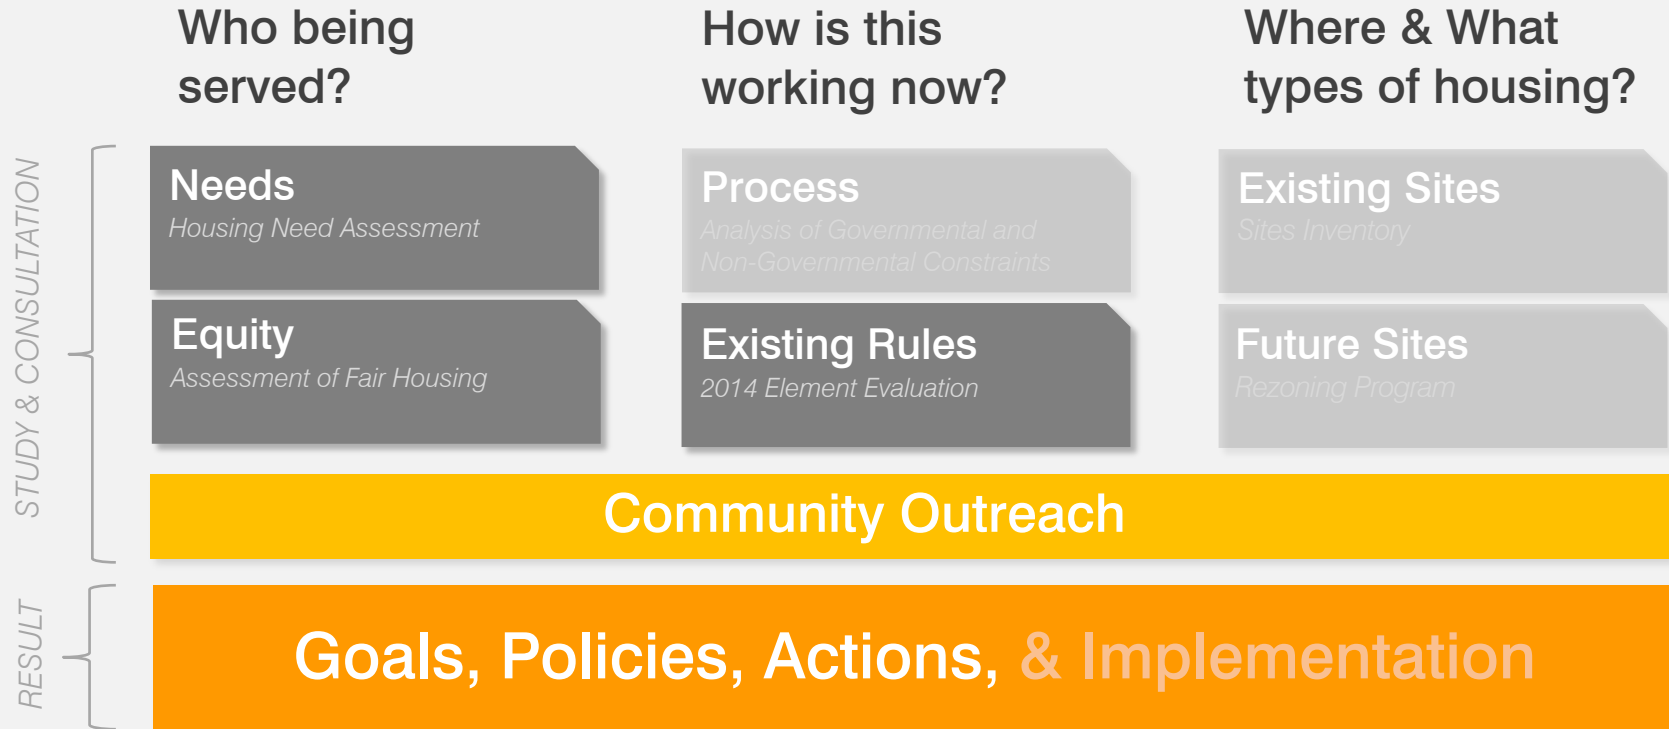 Who being
served?
How is this
working now?
Where & What
types of housing?
STUDY & CONSULTATION
Needs
Housing Need Assessment
Process
Analysis of Governmental and
Non-Governmental Constraints
Existing Sites
Sites Inventory
Equity
Assessment of Fair Housing
Existing Rules
2014 Element Evaluation
Future Sites
Rezoning Program
Community Outreach
RESULT
Goals, Policies, Actions, & Implementation